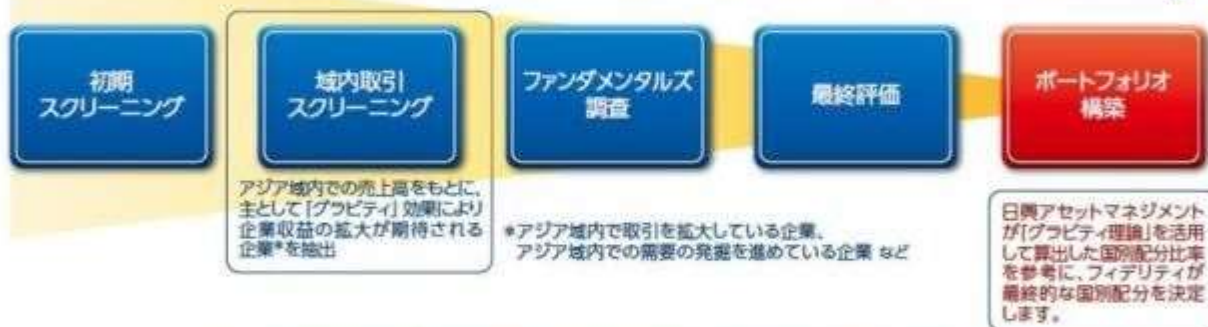 初期
スクリーニング
域内取引
スクリーニング
ファンダメンタルズ
調査
最終評価
ポートフォリオ
構築
アジア域内での売上高をもとに、
主として「グラビティ」効果により
企業収益の拡大が期待される
企業*を抽出
*アジア域内で取引を拡大している企業、
アジア域内での需要の発掘を進めている企業 など
日興アセットマネジメント
が「グラビティ理論」を活用
して算出した国別配分比率
を参考に、フィデリティが
最終的な国別配分を決定
します。